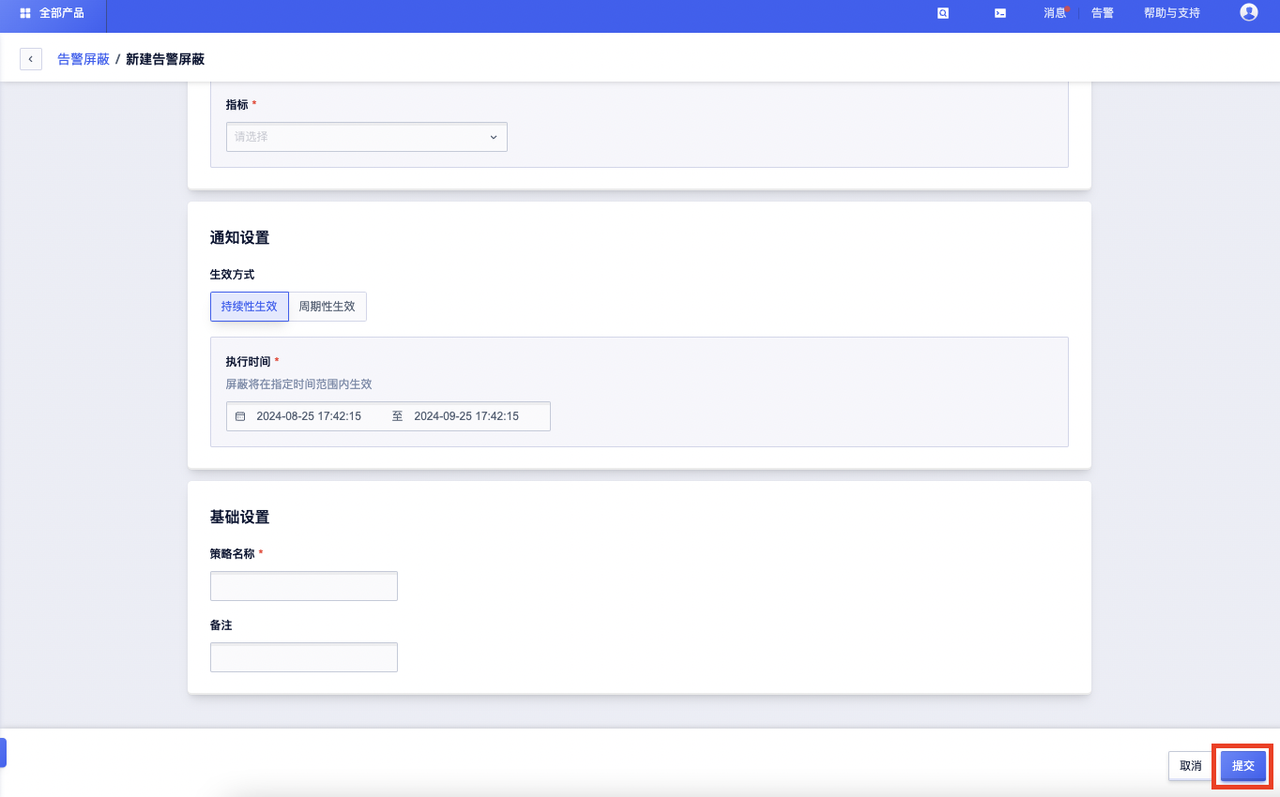 全部产品
消息
告警
帮助与支持
告警屏蔽 / 新建告警屏蔽
指标 *
请选择
通知设置
生效方式
持续性生效
周期性生效
执行时间 *
屏蔽将在指定时间范围内生效
2024-08-25 17:42:15 至 2024-09-25 17:42:15
基础设置
策略名称 *
备注
取消
提交